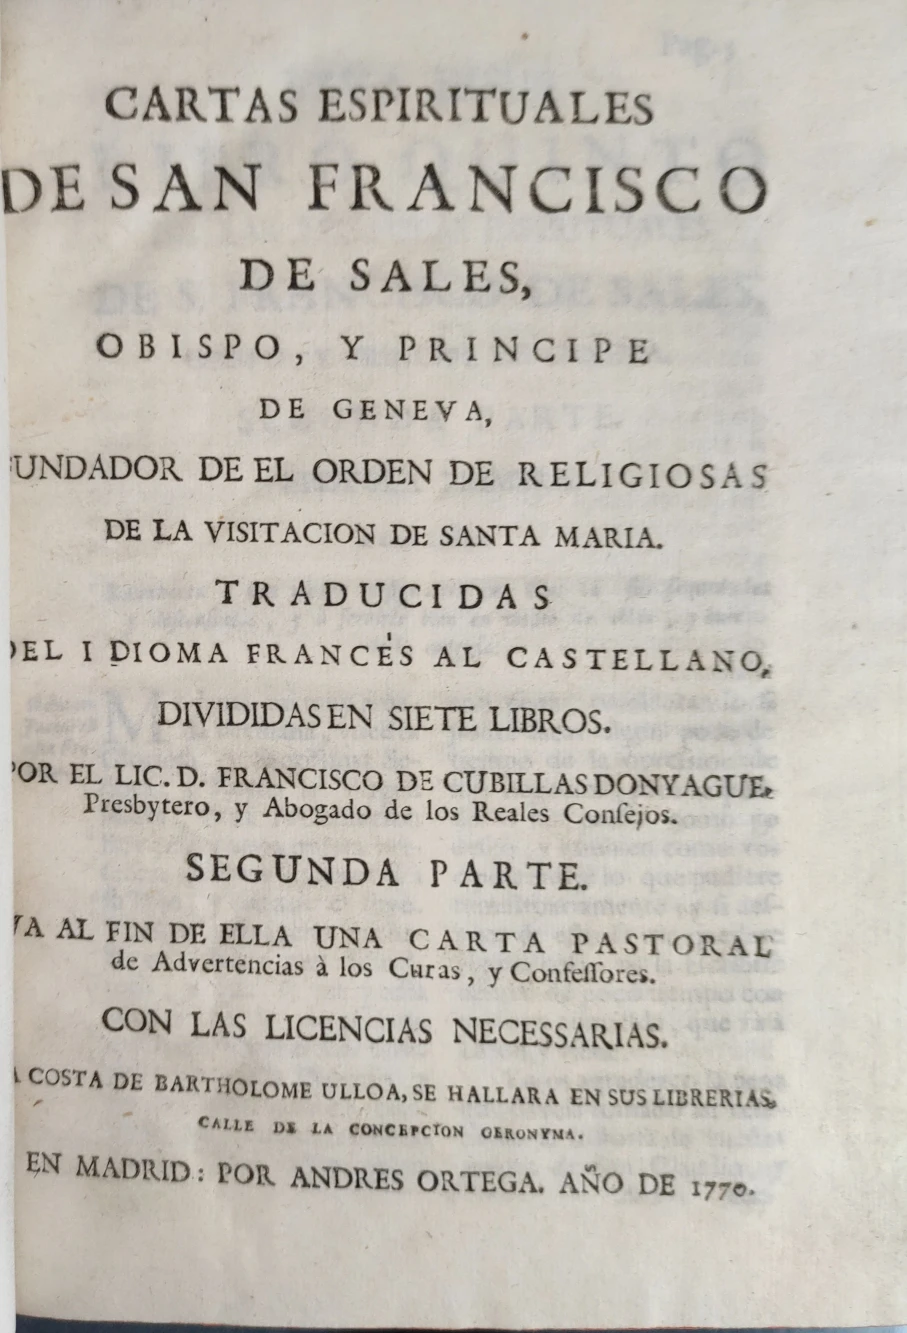 CARTAS ESPIRITUALES
DE SAN FRANCISCO
DE SALES,
OBISPO, Y PRINCIPE
DE GENEVA,
UNDADOR DE EL ORDEN DE RELIGIOSAS
DE LA VISITACION DE SANTA MARIA.
TRADUCIDAS
DEL IDIOMA FRANCÉS AL CASTELLANO,
DIVIDIDAS EN SIETE LIBROS.
POR EL LIC. D. FRANCISCO DE CUBILLAS DONYAGUE,
Presbytero, y Abogado de los Reales Conſejos.
SEGUNDA PARTE.
VA AL FIN DE ELLA UNA CARTA PASTORAL
de Advertencias à los Curas, y Confeſſores.
CON LAS LICENCIAS NECESSARIAS.
A COSTA DE BARTHOLOME ULLOA, SE HALLARA EN SUS LIBRERIAS,
CALLE DE LA CONCEPCION GERONYMA.
EN MADRID: POR ANDRES ORTEGA. AÑO DE 1770.